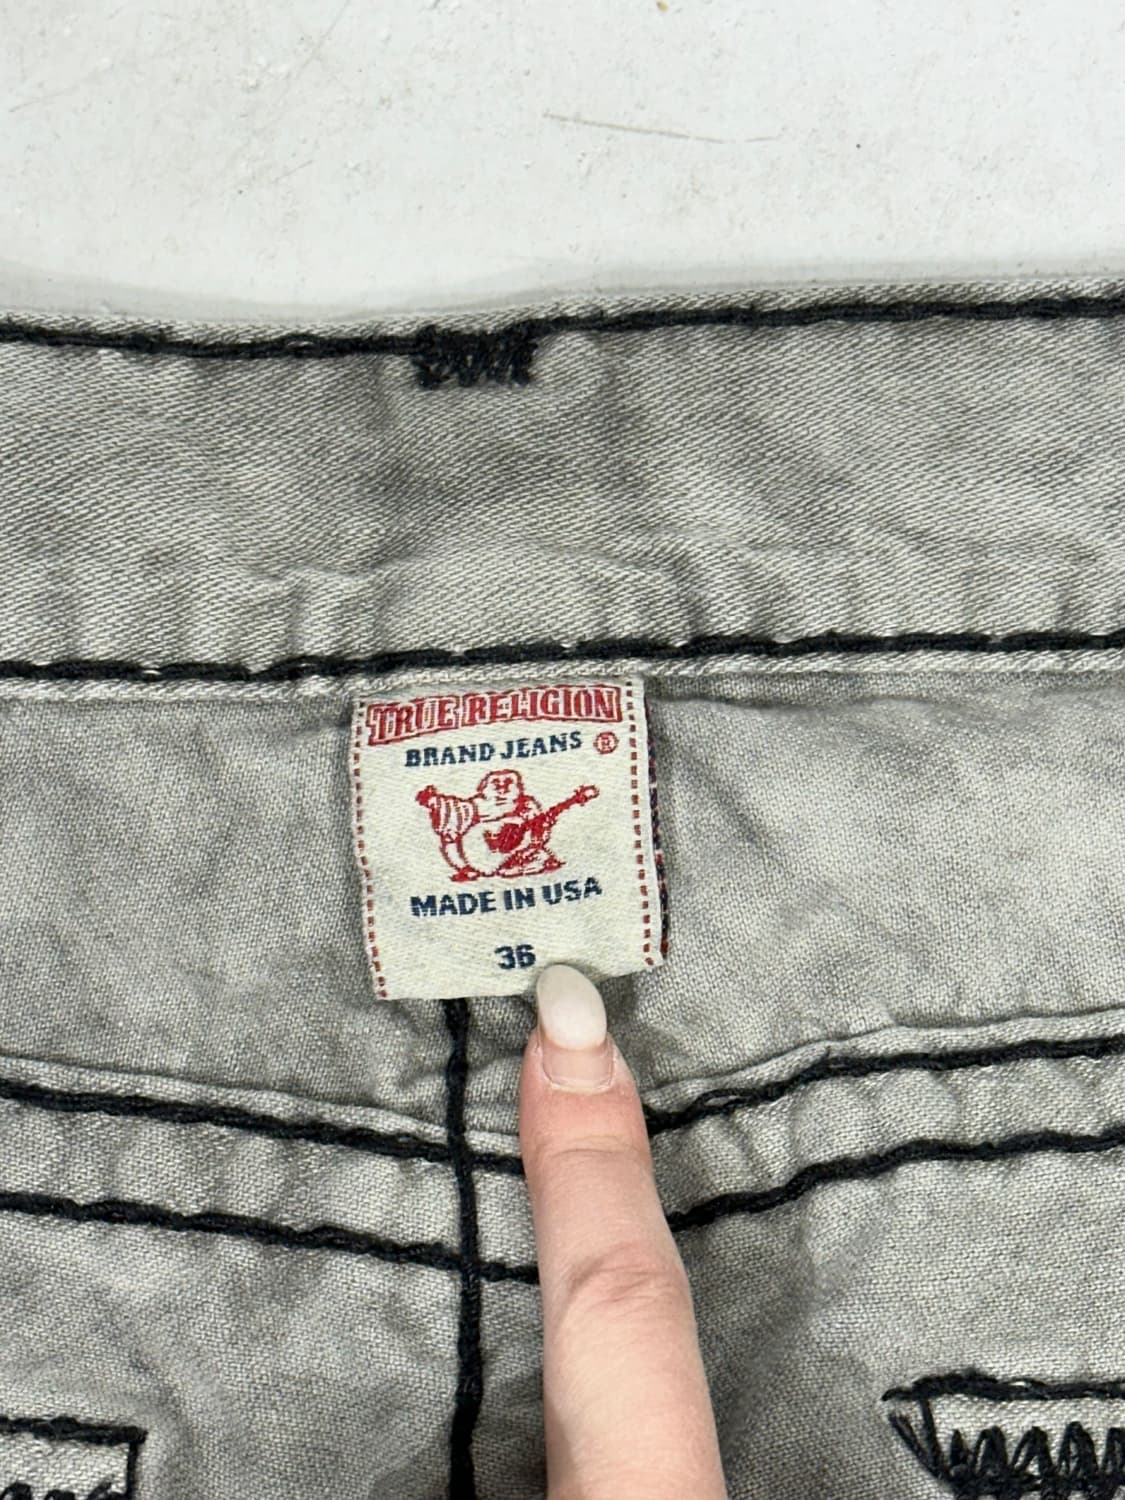 TRUE RELIGION
BRAND JEANS ®
MADE IN USA
36